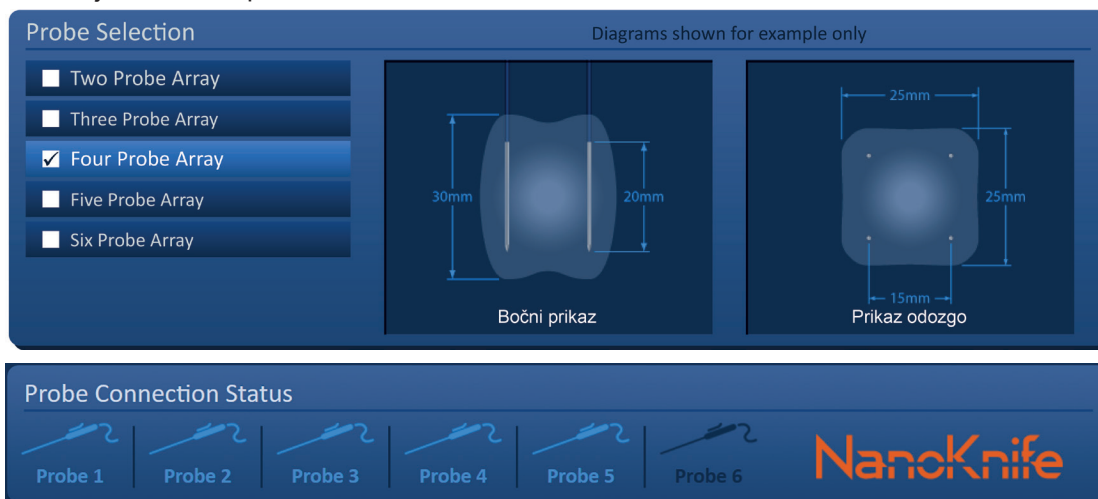 Probe Selection
Diagrams shown for example only
Two Probe Array
Three Probe Array
Four Probe Array
Five Probe Array
Six Probe Array
30mm
20mm
Bočni prikaz
25mm
25mm
15mm
Prikaz odozgo
Probe Connection Status
Probe 1
Probe 2
Probe 3
Probe 4
Probe 5
Probe 6
NanoKnife